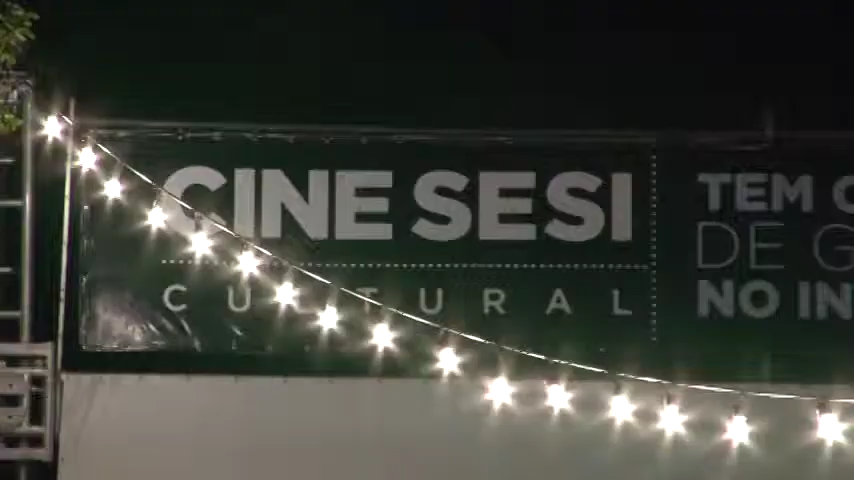 CINE SESI
CULTURAL
TEM
DE
NO